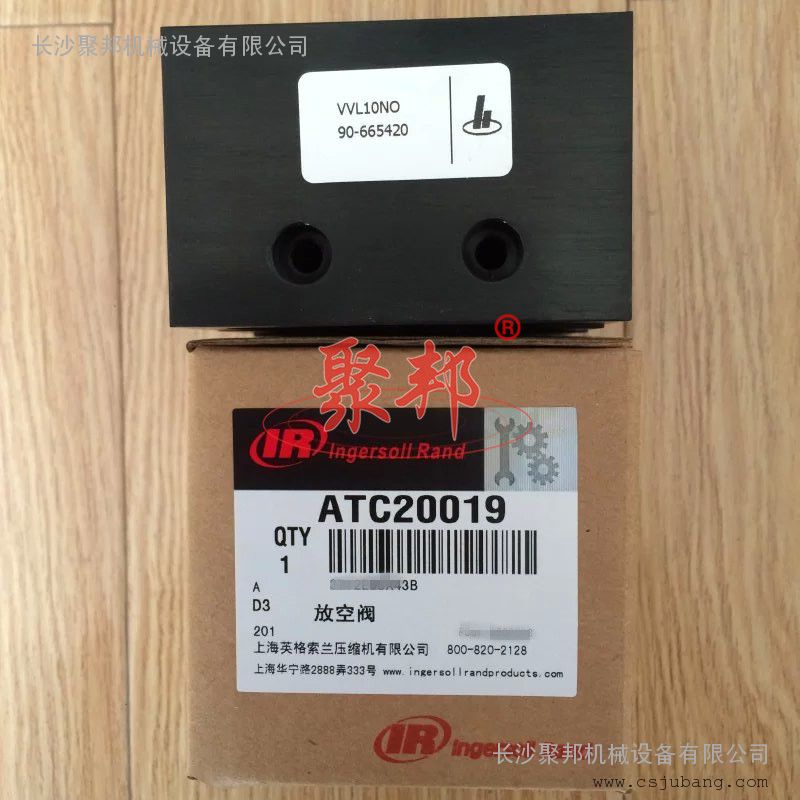 长沙聚邦机械设备有限公司
VVL10NO
90-665420
®
聚邦
IR Ingersoll Rand
ATC20019
QTY
1
A
43B
D3
放空阀
201
上海英格索兰压缩机有限公司 800-820-2128
上海华宁路2888弄333号 www.ingersollrandproducts.com
IR Ingersoll Rand
长沙聚邦机械设备有限公司
www.csjubang.com